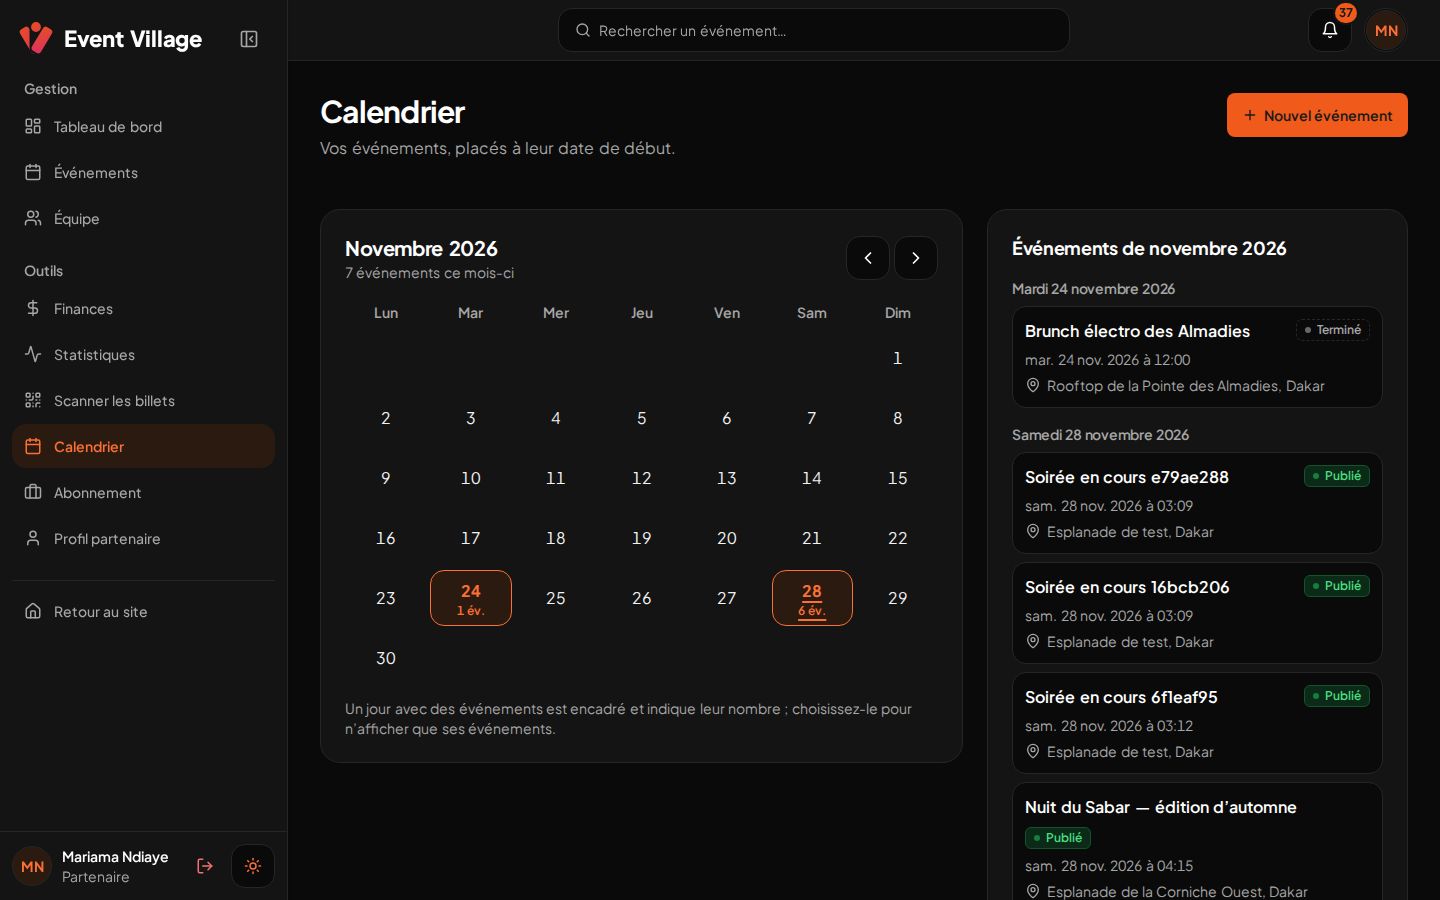 Event Village
Gestion
Tableau de bord
Événements
Équipe
Outils
Finances
Statistiques
Scanner les billets
Calendrier
Abonnement
Profil partenaire
Retour au site
MN
Mariama Ndiaye
Partenaire
Rechercher un événement...
37
MN
Calendrier
Vos événements, placés à leur date de début.
Nouvel événement
Novembre 2026
7 événements ce mois-ci
Lun Mar Mer Jeu Ven Sam Dim
1
2 3 4 5 6 7 8
9 10 11 12 13 14 15
16 17 18 19 20 21 22
23 24 25 26 27 28 29
1 év. 6 év.
30
Un jour avec des événements est encadré et indique leur nombre ; choisissez-le pour
n’afficher que ses événements.
Événements de novembre 2026
Mardi 24 novembre 2026
Brunch électro des Almadies Terminé
mar. 24 nov. 2026 à 12:00
Rooftop de la Pointe des Almadies, Dakar
Samedi 28 novembre 2026
Soirée en cours e79ae288 Publié
sam. 28 nov. 2026 à 03:09
Esplanade de test, Dakar
Soirée en cours 16bcb206 Publié
sam. 28 nov. 2026 à 03:09
Esplanade de test, Dakar
Soirée en cours 6f1eaf95 Publié
sam. 28 nov. 2026 à 03:12
Esplanade de test, Dakar
Nuit du Sabar — édition d’automne
Publié
sam. 28 nov. 2026 à 04:15
Esplanade de la Corniche Ouest, Dakar